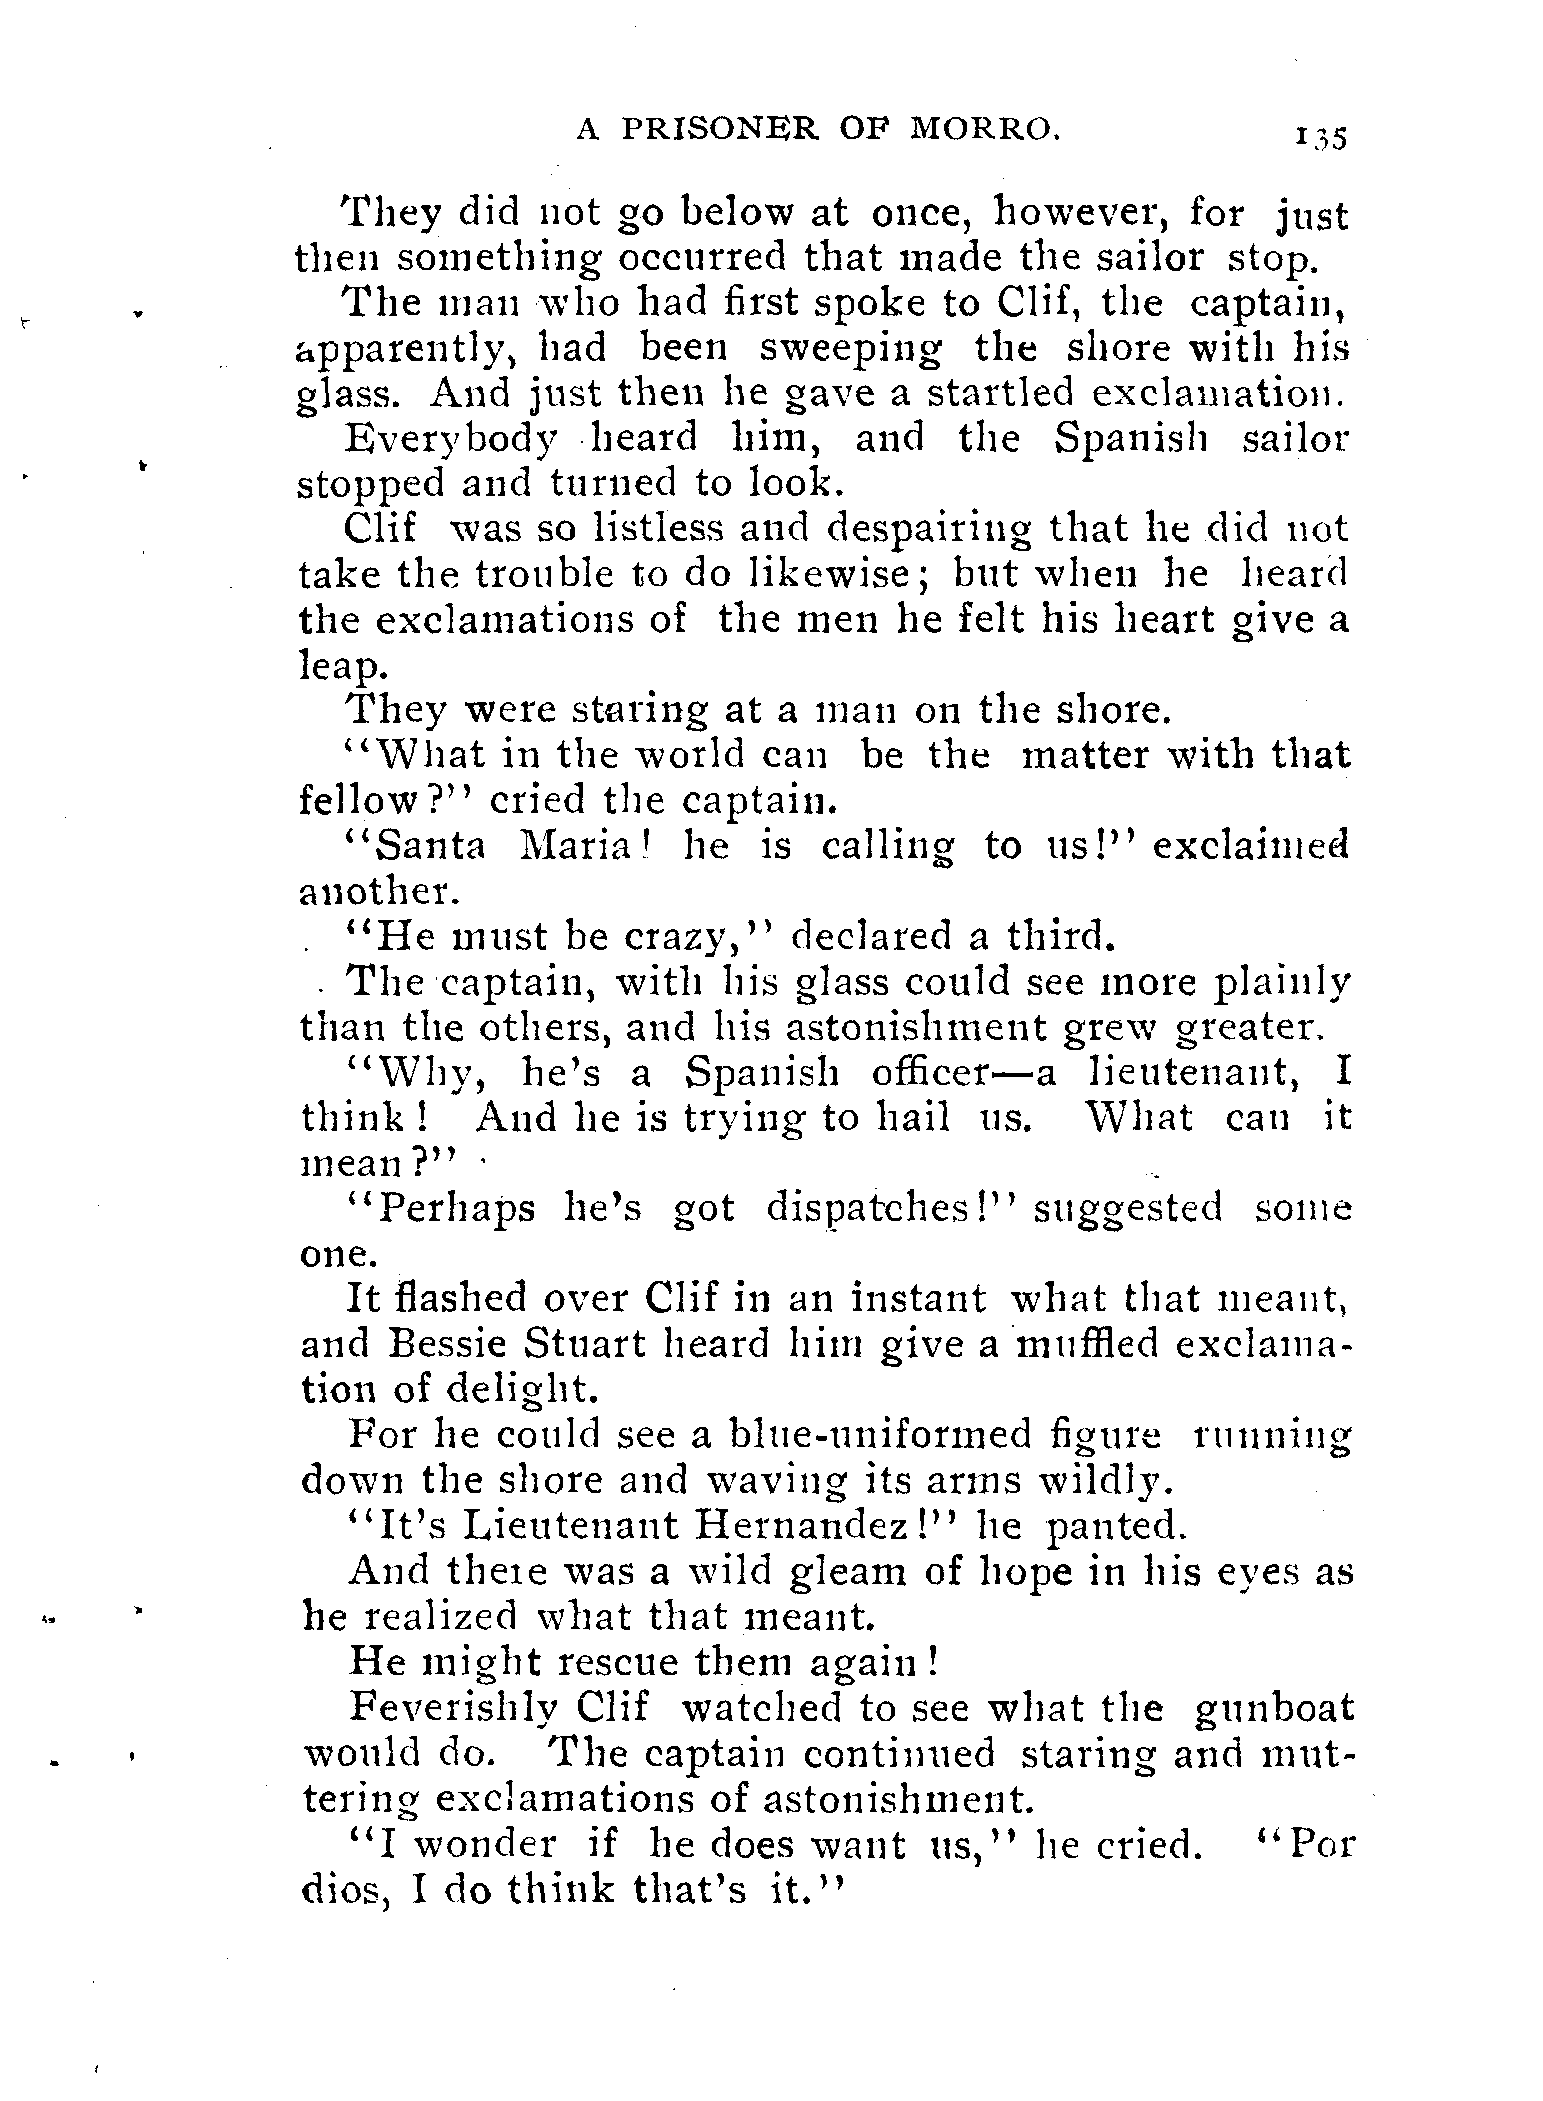 A PRISONER OF MORRO. 135
They did not go below at once, however, for just
then something occurred that made the sailor stop.
The man who had first spoke to Clif, the captain,
apparently, had been sweeping the shore with his
glass. And just then he gave a startled exclamation.
Everybody heard him, and the Spanish sailor
stopped and turned to look.
Clif was so listless and despairing that he did not
take the trouble to do likewise; but when he heard
the exclamations of the men he felt his heart give a
leap.
They were staring at a man on the shore.
"What in the world can be the matter with that
fellow?" cried the captain.
"Santa Maria! he is calling to us!" exclaimed
another.
"He must be crazy," declared a third.
The captain, with his glass could see more plainly
than the others, and his astonishment grew greater.
"Why, he's a Spanish officer—a lieutenant, I
think! And he is trying to hail us. What can it
mean?"
"Perhaps he's got dispatches!" suggested some
one.
It flashed over Clif in an instant what that meant,
and Bessie Stuart heard him give a muffled exclama-
tion of delight.
For he could see a blue-uniformed figure running
down the shore and waving its arms wildly.
"It's Lieutenant Hernandez!" he panted.
And there was a wild gleam of hope in his eyes as
he realized what that meant.
He might rescue them again!
Feverishly Clif watched to see what the gunboat
would do. The captain continued staring and mut-
tering exclamations of astonishment.
"I wonder if he does want us," he cried. "Por
dios, I do think that's it."